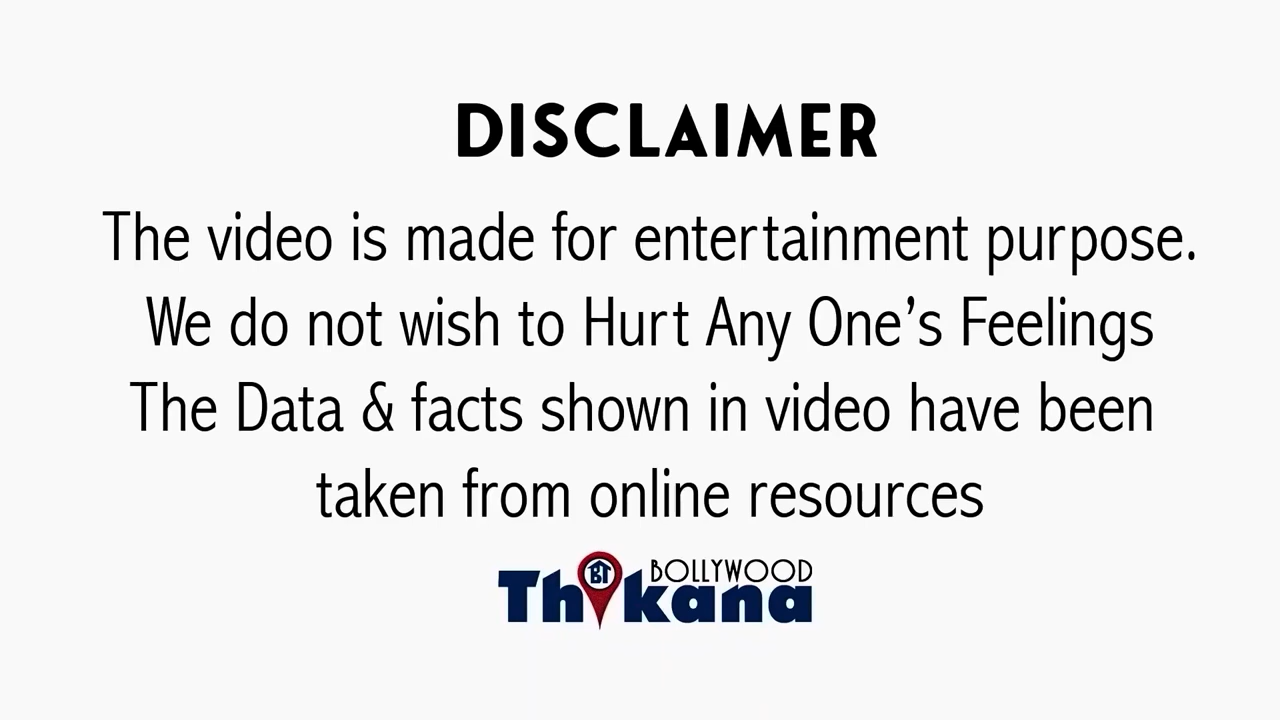 DISCLAIMER
The video is made for entertainment purpose.
We do not wish to Hurt Any One's Feelings
The Data & facts shown in video have been
taken from online resources
BT
BOLLYWOOD
Thikana